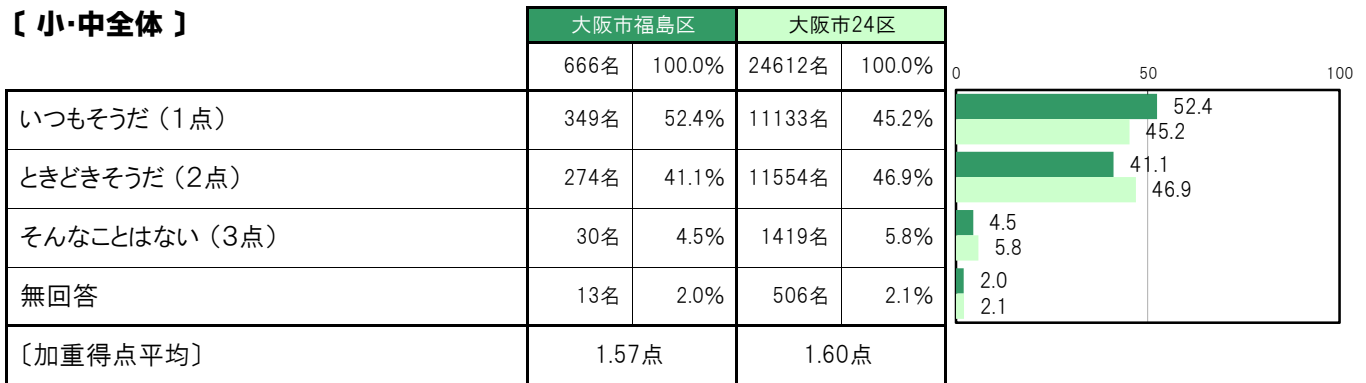 〔 小・中全体 〕
大阪市福島区 大阪市24区
666名 100.0% 24612名 100.0%
0 50 100
いつもそうだ（1点） 349名 52.4% 11133名 45.2%
52.4
45.2
ときどきそうだ（2点） 274名 41.1% 11554名 46.9%
41.1
46.9
そんなことはない（3点） 30名 4.5% 1419名 5.8%
4.5
5.8
無回答 13名 2.0% 506名 2.1%
2.0
2.1
〔加重得点平均〕 1.57点 1.60点